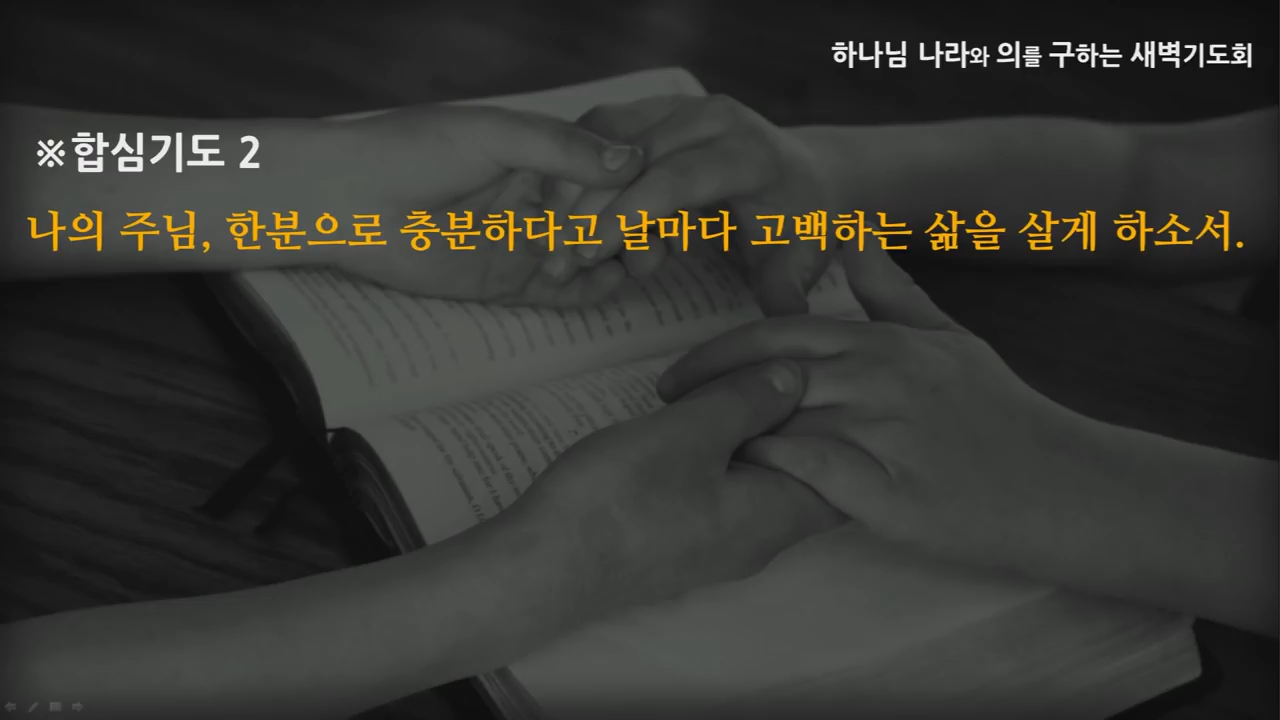 하나님 나라와 의를 구하는 새벽기도회
※합심기도 2
나의 주님, 한분으로 충분하다고 날마다 고백하는 삶을 살게 하소서.